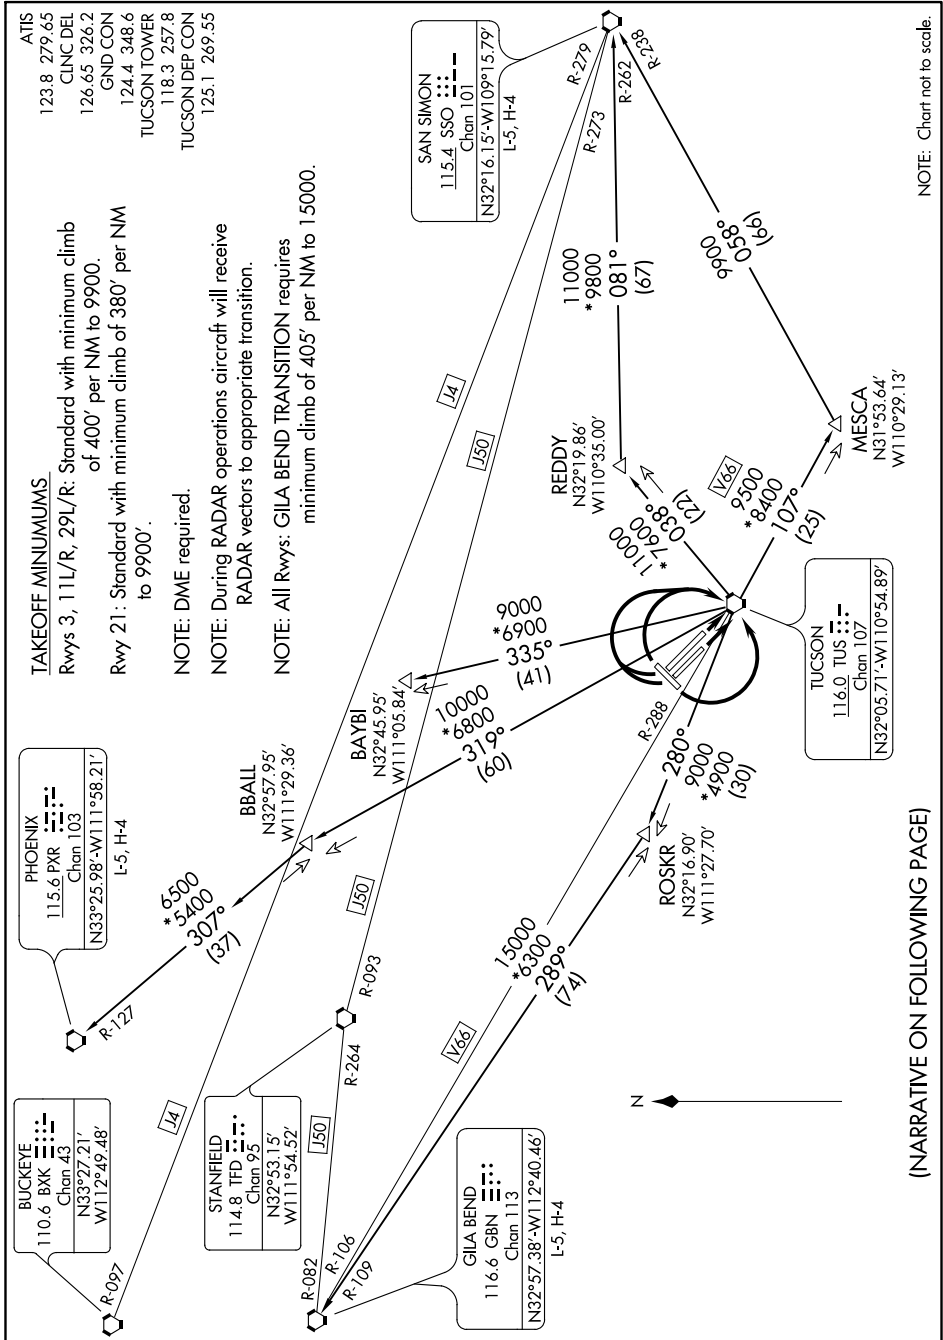 ATIS
123.8 279.65
CLNC DEL
126.65 326.2
GND CON
124.4 348.6
TUCSON TOWER
118.3 257.8
TUCSON DEP CON
125.1 269.55
TAKEOFF MINUMUMS
Rwys 3, 11L/R, 29L/R: Standard with minimum climb
of 400' per NM to 9900.
Rwy 21: Standard with minimum climb of 380' per NM
to 9900'.
NOTE: DME required.
NOTE: During RADAR operations aircraft will receive
RADAR vectors to appropriate transition.
NOTE: All Rwys: GILA BEND TRANSITION requires
minimum climb of 405' per NM to 15000.
PHOENIX
115.6 PXR
Chan 103
N33°25.98'-W111°58.21'
L-5, H-4
BUCKEYE
110.6 BXK
Chan 43
N33°27.21'
W112°49.48'
STANFIELD
114.8 TFD
Chan 95
N32°53.15'
W111°54.52'
GILA BEND
116.6 GBN
Chan 113
N32°57.38'-W112°40.46'
L-5, H-4
SAN SIMON
115.4 SSO
Chan 101
N32°16.15'-W109°15.79'
L-5, H-4
TUCSON
116.0 TUS
Chan 107
N32°05.71'-W110°54.89'
BBALL
N32°57.95'
W111°29.36'
BAYBI
N32°45.95'
W111°05.84'
REDDY
N32°19.86'
W110°35.00'
MESCA
N31°53.64'
W110°29.13'
ROSKR
N32°16.90'
W111°27.70'
R-097
J4
J4
R-279
R-127
6500
*5400
307°
(37)
R-082
R-106
R-109
J50
R-264
R-093
J50
J50
R-273
R-262
R-238
10000
*6800
319°
(60)
9000
*6900
335°
(41)
11000
*7600
038°
(22)
11000
*9800
081°
(67)
V66
9500
*8400
107°
(25)
9900
058°
(66)
R-288
280°
9000
*4900
(30)
V66
15000
*6300
289°
(74)
N
NOTE: Chart not to scale.
(NARRATIVE ON FOLLOWING PAGE)